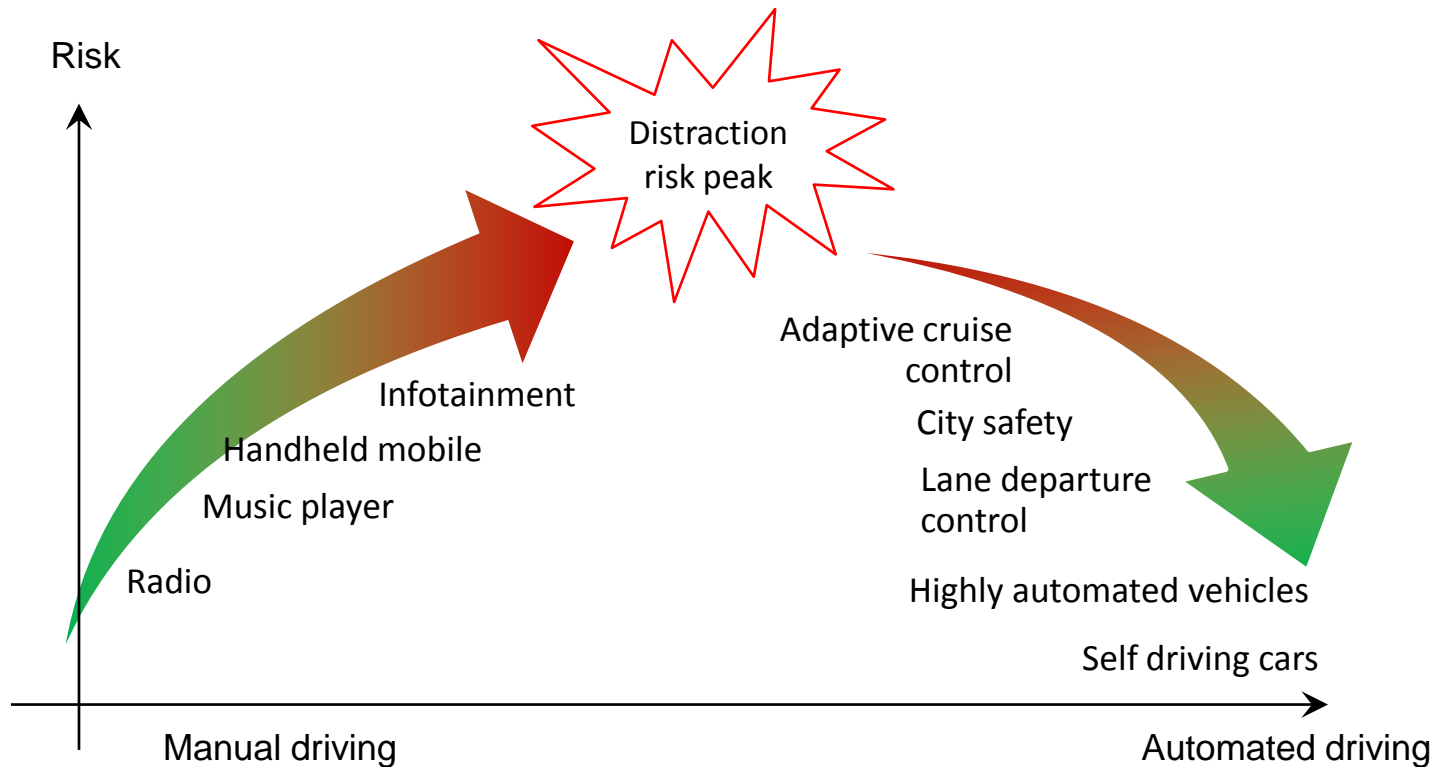 Risk
Distraction
risk peak
Adaptive cruise
control
Infotainment
City safety
Handheld mobile
Lane departure
control
Music player
Radio
Highly automated vehicles
Self driving cars
Manual driving
Automated driving